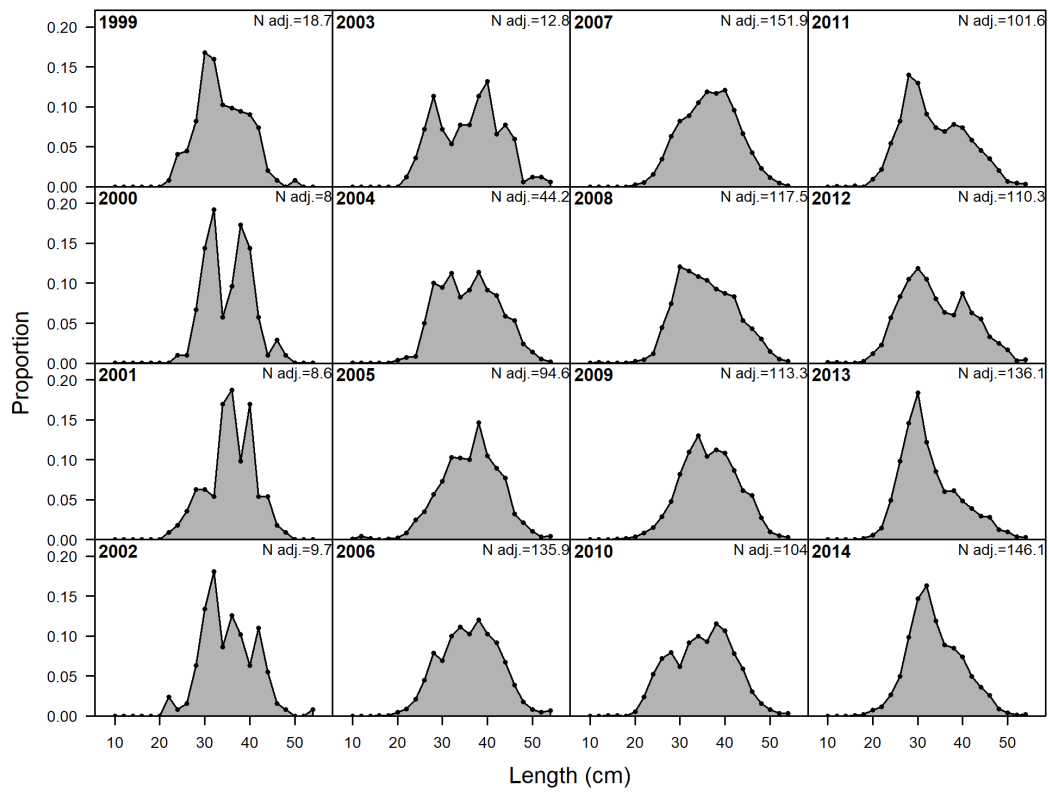 1999 N adj.=18.7 2003 N adj.=12.8 2007 N adj.=151.9 2011 N adj.=101.6
0.20
0.15
0.10
0.05
0.00
2000 N adj.=8 2004 N adj.=44.2 2008 N adj.=117.5 2012 N adj.=110.3
0.20
0.15
0.10
0.05
0.00
2001 N adj.=8.6 2005 N adj.=94.6 2009 N adj.=113.3 2013 N adj.=136.1
0.20
0.15
0.10
0.05
0.00
2002 N adj.=9.7 2006 N adj.=135.9 2010 N adj.=104 2014 N adj.=146.1
0.20
0.15
0.10
0.05
0.00
Proportion
10 20 30 40 50 10 20 30 40 50 10 20 30 40 50 10 20 30 40 50
Length (cm)